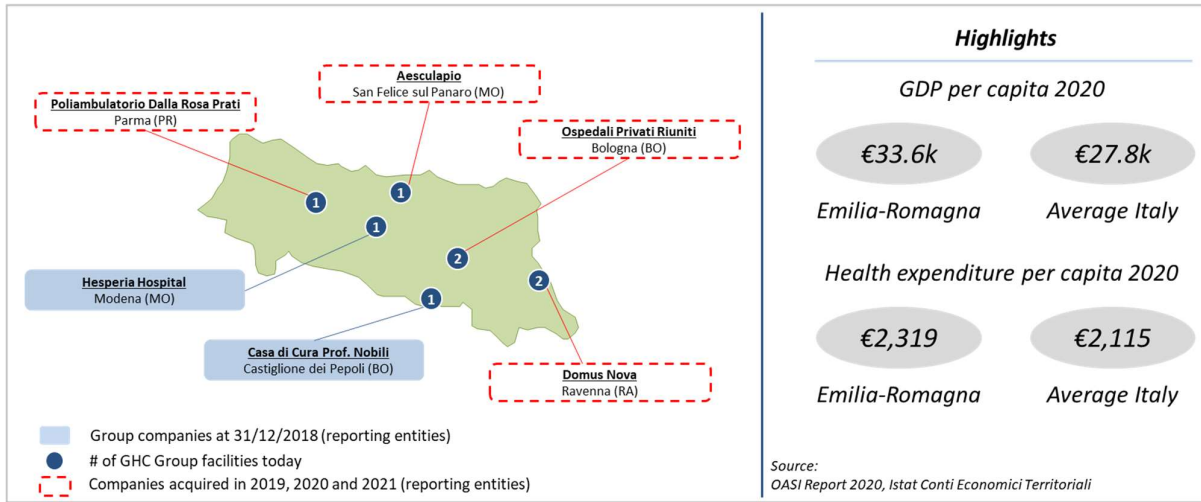 Aesculapio
San Felice sul Panaro (MO)
Poliambulatorio Dalla Rosa Prati
Parma (PR)
Ospedali Privati Riuniti
Bologna (BO)
1
1
1
2
2
1
Hesperia Hospital
Modena (MO)
Casa di Cura Prof. Nobili
Castiglione dei Pepoli (BO)
Domus Nova
Ravenna (RA)
Group companies at 31/12/2018 (reporting entities)
# of GHC Group facilities today
Companies acquired in 2019, 2020 and 2021 (reporting entities)
Highlights
GDP per capita 2020
€33.6k €27.8k
Emilia-Romagna Average Italy
Health expenditure per capita 2020
€2,319 €2,115
Emilia-Romagna Average Italy
Source:
OASI Report 2020, Istat Conti Economici Territoriali